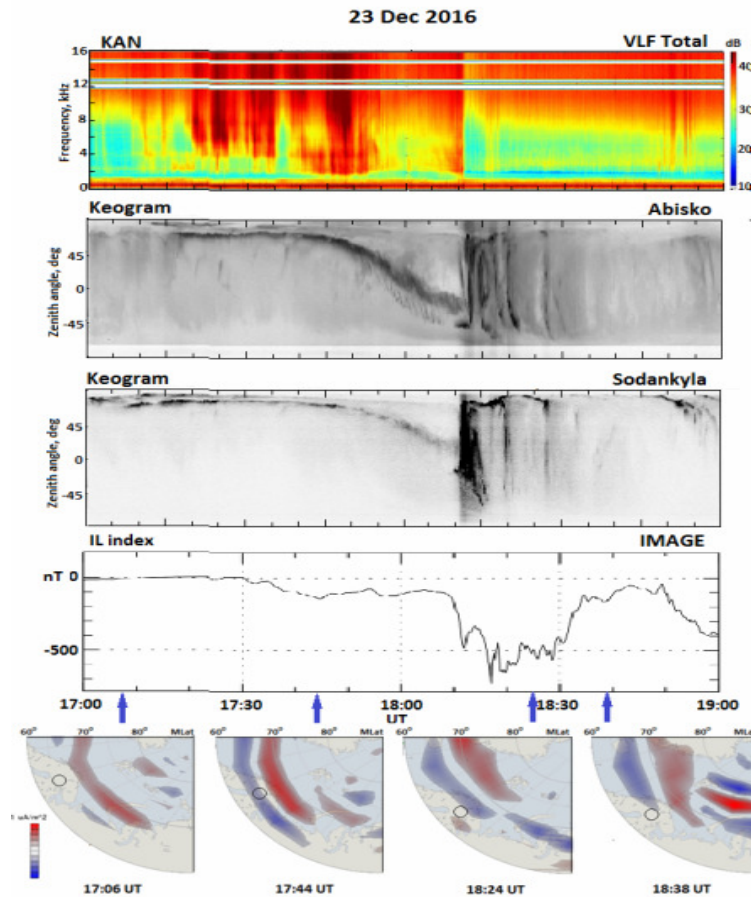 23 Dec 2016
KAN VLF Total dB
16
12
8
4
0
Frequency, kHz
40
30
20
10
Keogram Abisko
45
0
-45
Zenith angle, deg
Keogram Sodankyla
45
0
-45
Zenith angle, deg
IL index IMAGE
nT 0
-500
17:00 17:30 18:00 18:30 19:00
UT
60° 70° 80° MLat 60° 70° 80° MLat 60° 70° 80° MLat 60° 70° 80° MLat
1 uA/m^2
17:06 UT 17:44 UT 18:24 UT 18:38 UT